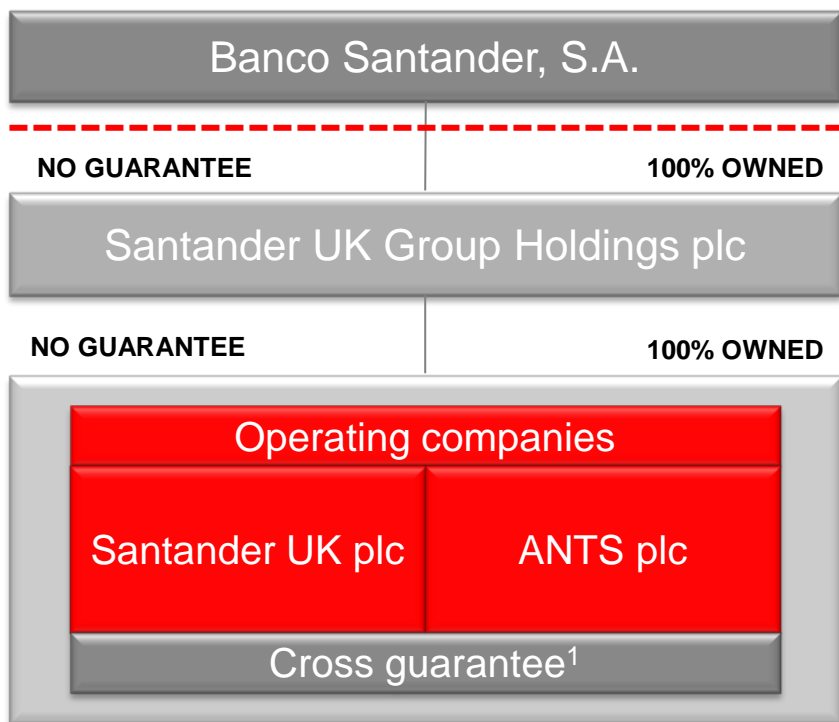 Banco Santander, S.A.
NO GUARANTEE 100% OWNED
Santander UK Group Holdings plc
NO GUARANTEE 100% OWNED
Operating companies
Santander UK plc ANTS plc
Cross guarantee¹